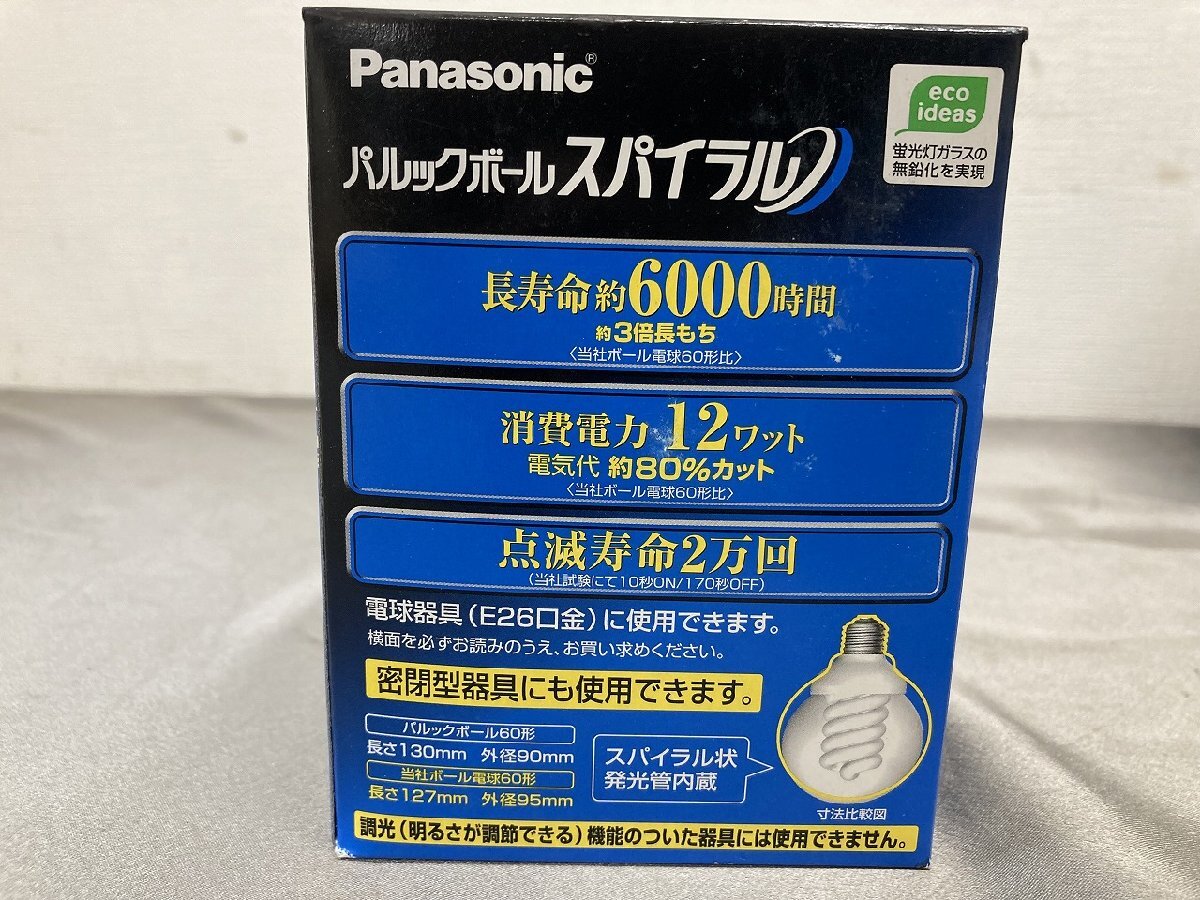 Panasonic®
eco
ideas
蛍光灯ガラスの
無鉛化を実現
パルックボールスパイラル
長寿命約6000時間
約3倍長もち
〈当社ボール電球60形比〉
消費電力12ワット
電気代 約80%カット
〈当社ボール電球60形比〉
点滅寿命2万回
(当社試験にて10秒ON/170秒OFF)
電球器具(E26口金)に使用できます。
横面を必ずお読みのうえ、お買い求めください。
密閉型器具にも使用できます。
パルックボール60形
長さ130mm 外径90mm
当社ボール電球60形
長さ127mm 外径95mm
スパイラル状
発光管内蔵
寸法比較図
調光(明るさが調節できる)機能のついた器具には使用できません。